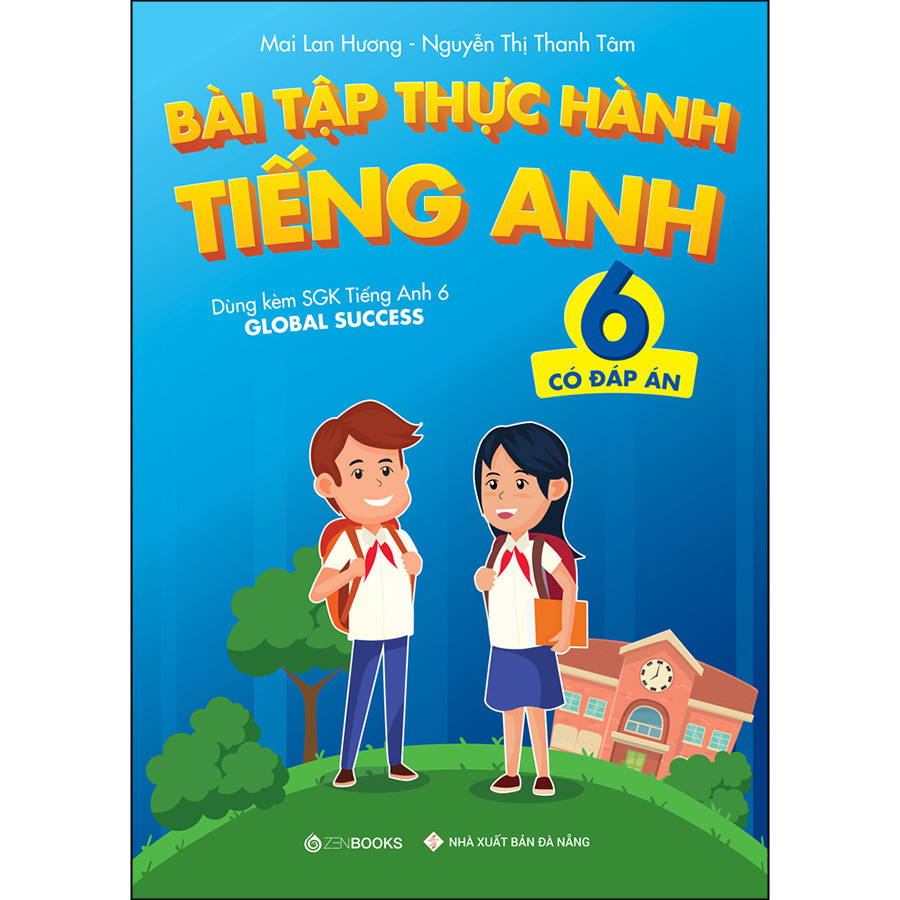 Mai Lan Hương - Nguyễn Thị Thanh Tâm
BÀI TẬP THỰC HÀNH
TIẾNG ANH
6
Dùng kèm SGK Tiếng Anh 6
GLOBAL SUCCESS
CÓ ĐÁP ÁN
ZENBOOKS
NHÀ XUẤT BẢN ĐÀ NẴNG